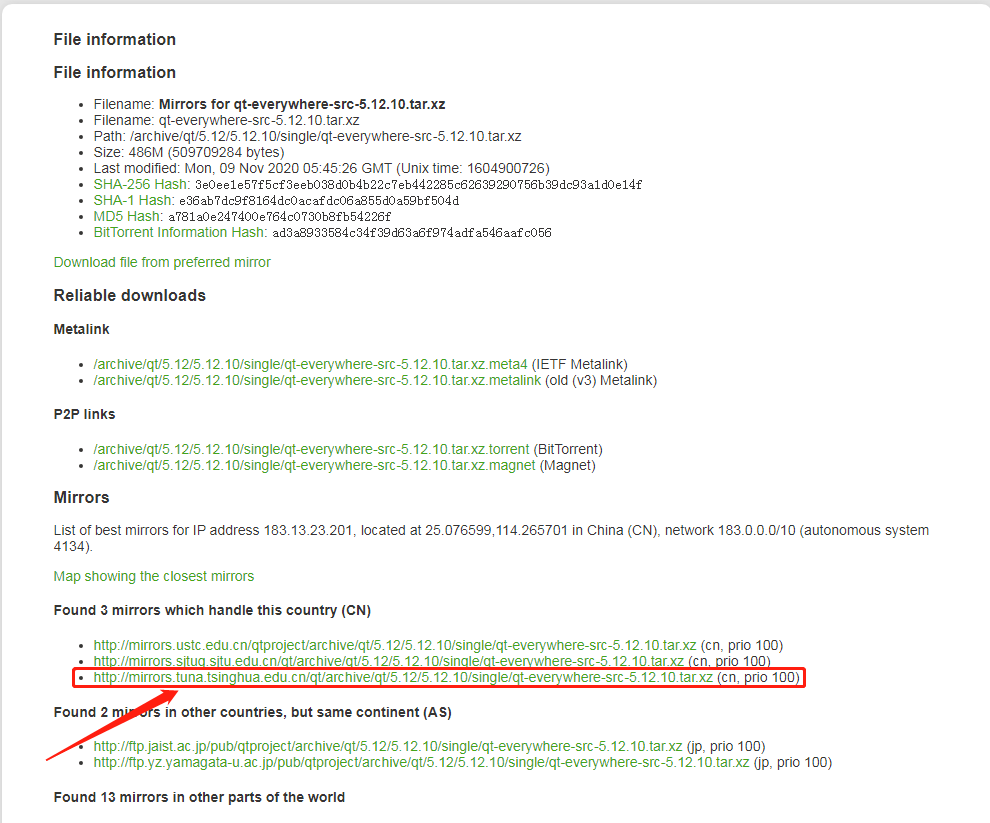 File information
File information
Filename: Mirrors for qt-everywhere-src-5.12.10.tar.xz
Filename: qt-everywhere-src-5.12.10.tar.xz
Path: /archive/qt/5.12/5.12.10/single/qt-everywhere-src-5.12.10.tar.xz
Size: 486M (509709284 bytes)
Last modified: Mon, 09 Nov 2020 05:45:26 GMT (Unix time: 1604900726)
SHA-256 Hash: 3e0ee1e57f5cf3eeb038d0b4b22c7eb442285c62639290756b39dc93a1d0e14f
SHA-1 Hash: e36ab7dc9f8164dc0acafdc06a855d0a59bf504d
MD5 Hash: a781a0e247400e764c0730b8fb54226f
BitTorrent Information Hash: ad3a8933584c34f39d63a6f974adfa546aafc056
Download file from preferred mirror
Reliable downloads
Metalink
/archive/qt/5.12/5.12.10/single/qt-everywhere-src-5.12.10.tar.xz.meta4 (IETF Metalink)
/archive/qt/5.12/5.12.10/single/qt-everywhere-src-5.12.10.tar.xz.metalink (old (v3) Metalink)
P2P links
/archive/qt/5.12/5.12.10/single/qt-everywhere-src-5.12.10.tar.xz.torrent (BitTorrent)
/archive/qt/5.12/5.12.10/single/qt-everywhere-src-5.12.10.tar.xz.magnet (Magnet)
Mirrors
List of best mirrors for IP address 183.13.23.201, located at 25.076599,114.265701 in China (CN), network 183.0.0.0/10 (autonomous system
4134).
Map showing the closest mirrors
Found 3 mirrors which handle this country (CN)
http://mirrors.ustc.edu.cn/qtproject/archive/qt/5.12/5.12.10/single/qt-everywhere-src-5.12.10.tar.xz (cn, prio 100)
http://mirrors.sjtug.sjtu.edu.cn/qt/archive/qt/5.12/5.12.10/single/qt-everywhere-src-5.12.10.tar.xz (cn, prio 100)
http://mirrors.tuna.tsinghua.edu.cn/qt/archive/qt/5.12/5.12.10/single/qt-everywhere-src-5.12.10.tar.xz (cn, prio 100)
Found 2 mirrors in other countries, but same continent (AS)
http://ftp.jaist.ac.jp/pub/qtproject/archive/qt/5.12/5.12.10/single/qt-everywhere-src-5.12.10.tar.xz (jp, prio 100)
http://ftp.yz.yamagata-u.ac.jp/pub/qtproject/archive/qt/5.12/5.12.10/single/qt-everywhere-src-5.12.10.tar.xz (jp, prio 100)
Found 13 mirrors in other parts of the world